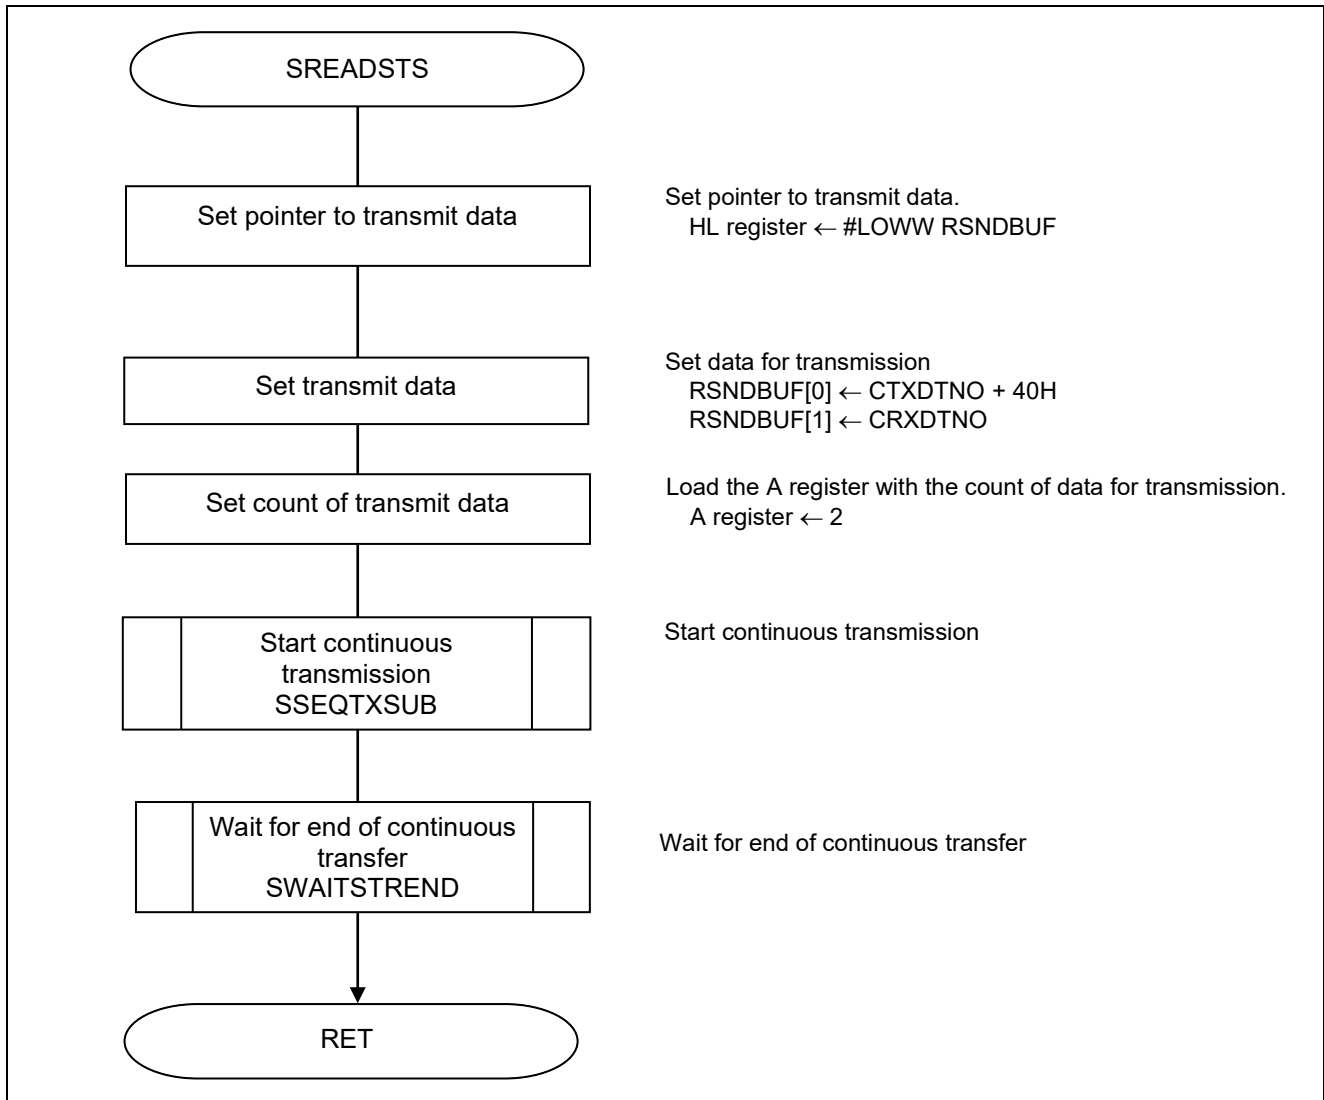 SREADSTS
Set pointer to transmit data
Set pointer to transmit data.
HL register ← #LOWW RSNDBUF
Set transmit data
Set data for transmission
RSNDBUF[0] ← CTXDTNO + 40H
RSNDBUF[1] ← CRXDTNO
Set count of transmit data
Load the A register with the count of data for transmission.
A register ← 2
Start continuous
transmission
SSEQTXSUB
Start continuous transmission
Wait for end of continuous
transfer
SWAITSTREND
Wait for end of continuous transfer
RET